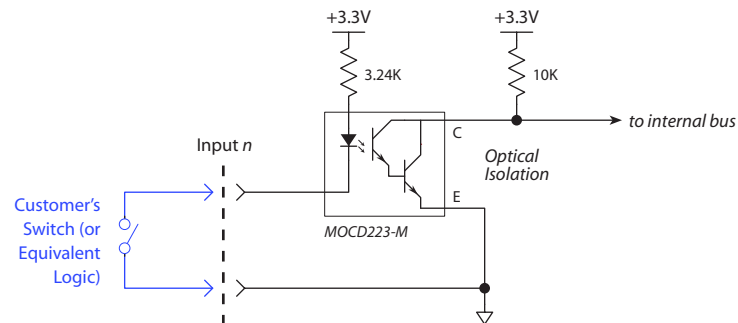 +3.3V
+3.3V
3.24K
10K
to internal bus
C
Input n
Optical
Isolation
E
Customer's
Switch (or
Equivalent
Logic)
MOCD223-M